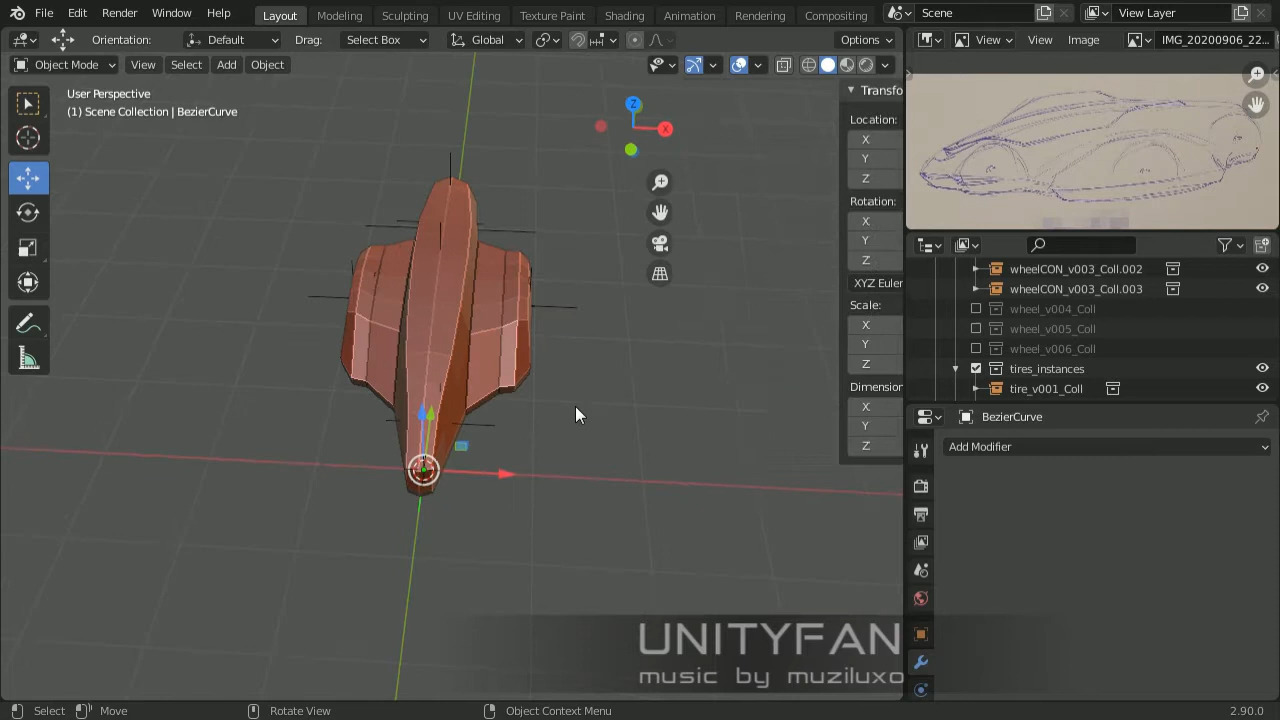 File Edit Render Window Help Layout Modeling Sculpting UV Editing Texture Paint Shading Animation Rendering Compositing Scene View Layer
Orientation: Default Drag: Select Box Global Options View View Image IMG_20200906_22...
Object Mode View Select Add Object
User Perspective
(1) Scene Collection | BezierCurve
Z
X
Transfo
Location:
X
Y
Z
Rotation:
X
Y
Z
XYZ Euler
Scale:
X
Y
Z
Dimension
X
Y
Z
wheelCON_v003_Coll.002
wheelCON_v003_Coll.003
wheel_v004_Coll
wheel_v005_Coll
wheel_v006_Coll
tires_instances
tire_v001_Coll
BezierCurve
Add Modifier
UNITYFAN
music by muziluxo
Select Move Rotate View Object Context Menu 2.90.0